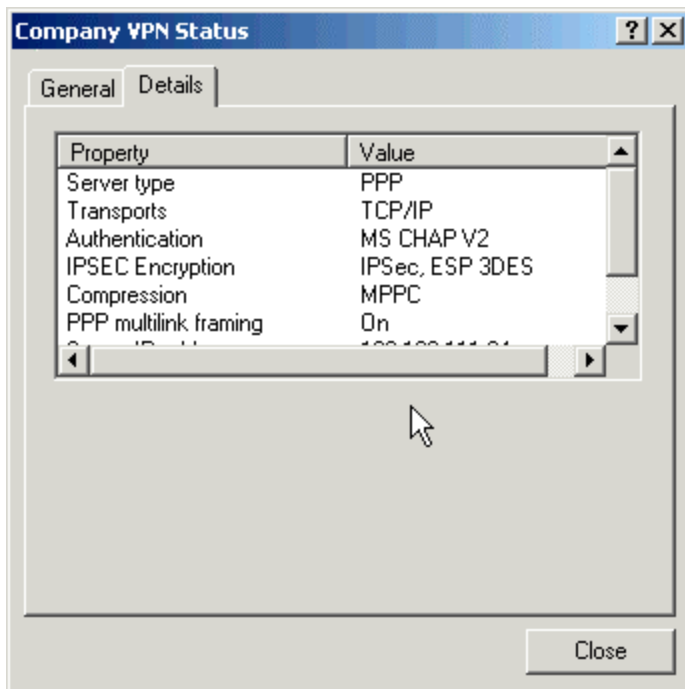 Company VPN Status
General Details
Property Value
Server type PPP
Transports TCP/IP
Authentication MS CHAP V2
IPSEC Encryption IPSec, ESP 3DES
Compression MPPC
PPP multilink framing On
Close